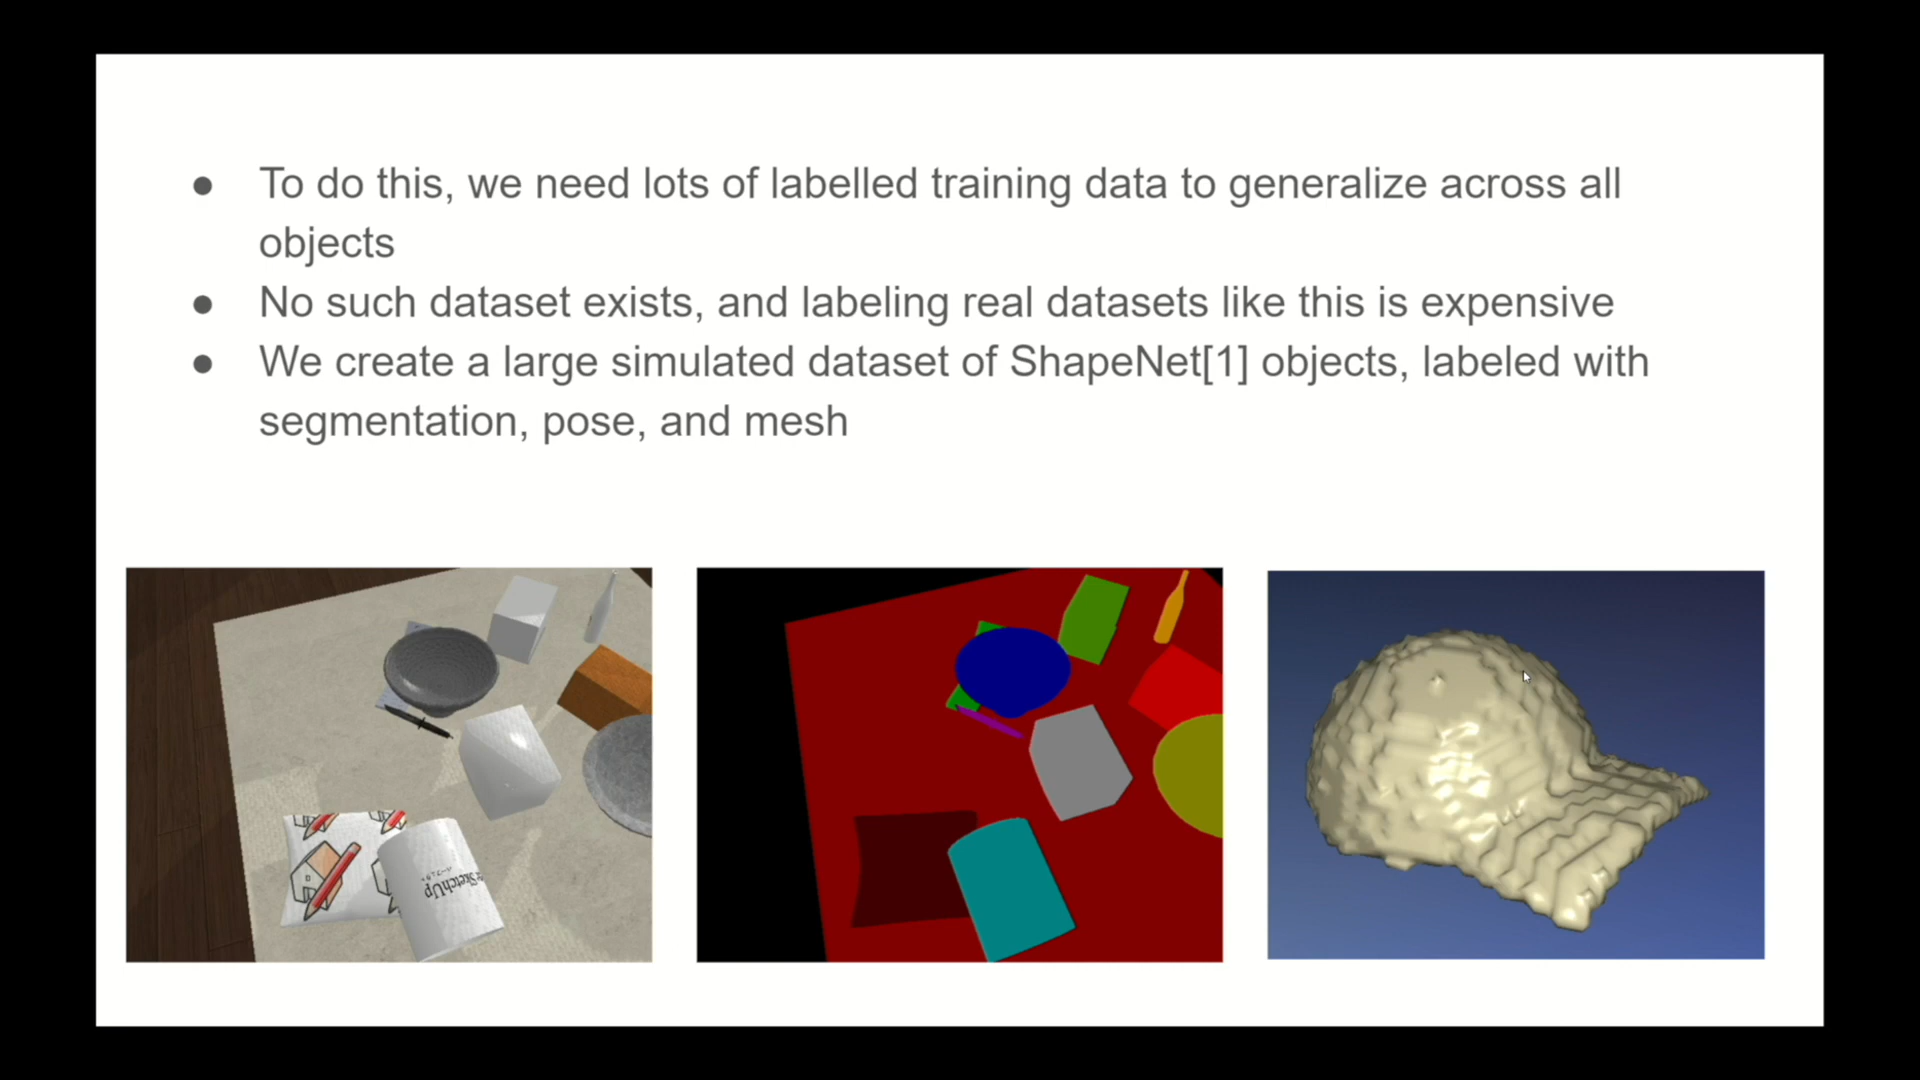 To do this, we need lots of labelled training data to generalize across all
objects
No such dataset exists, and labeling real datasets like this is expensive
We create a large simulated dataset of ShapeNet[1] objects, labeled with
segmentation, pose, and mesh
SketchUp